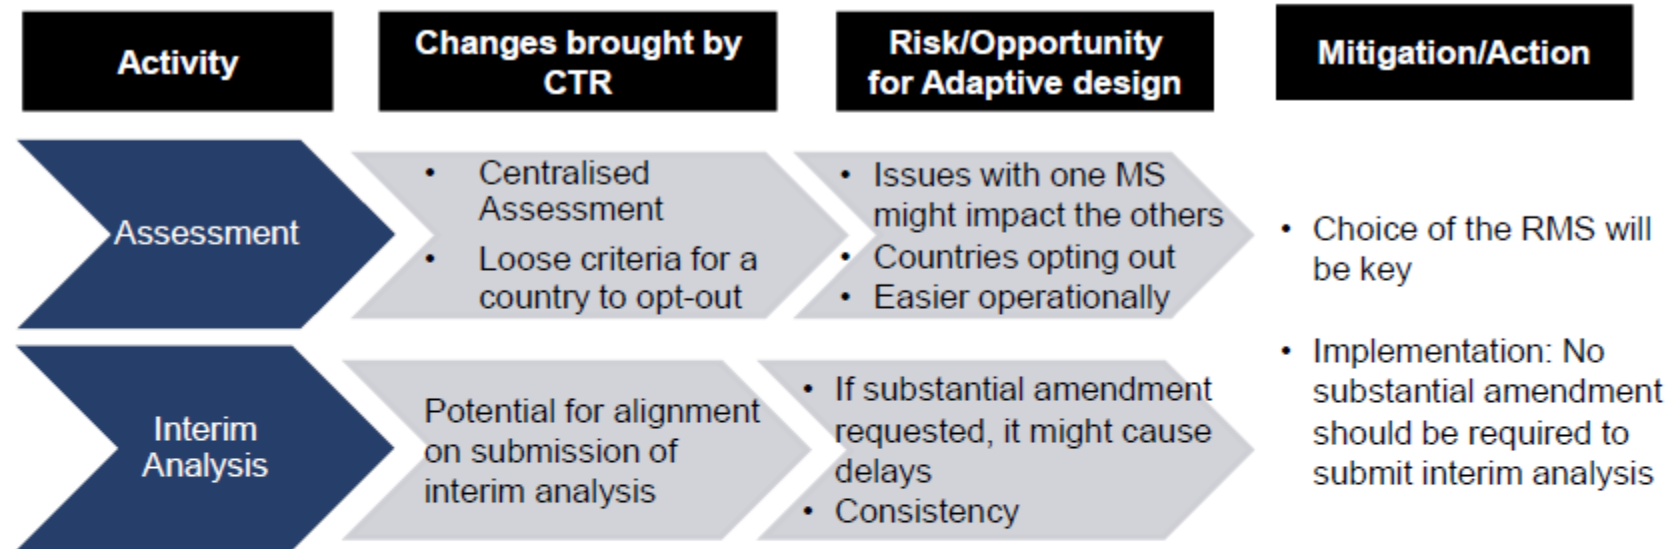 Activity
Changes brought by
CTR
Risk/Opportunity
for Adaptive design
Mitigation/Action
Assessment
• Centralised
Assessment
• Loose criteria for a
country to opt-out
• Issues with one MS
might impact the others
• Countries opting out
• Easier operationally
• Choice of the RMS will
be key
Interim
Analysis
Potential for alignment
on submission of
interim analysis
• If substantial amendment
requested, it might cause
delays
• Consistency
• Implementation: No
substantial amendment
should be required to
submit interim analysis